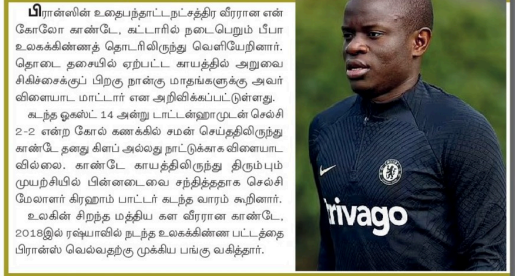 பிரான்ஸின் உதைபந்தாட்டநட்சத்திர வீரரான என்
கோலோ காண்டே, கட்டாரில் நடைபெறும் பீபா
உலகக்கிண்ணத் தொடரிலிருந்து வெளியேறினார்.
தொடை தசையில் ஏற்பட்ட காயத்தில் அறுவை
சிகிச்சைக்குப் பிறகு நான்கு மாதங்களுக்கு அவர்
விளையாட மாட்டார் என அறிவிக்கப்பட்டுள்ளது.
கடந்த ஓகஸ்ட் 14 அன்று டாட்டன்ஹாமுடன் செல்சி
2-2 என்ற கோல் கணக்கில் சமன் செய்ததிலிருந்து
காண்டே தனது கிளப் அல்லது நாட்டுக்காக விளையாட
வில்லை. காண்டே காயத்திலிருந்து திரும்பும்
முயற்சியில் பின்னடைவை சந்தித்ததாக செல்சி
மேலாளர் கிரஹாம் பாட்டர் கடந்த வாரம் கூறினார்.
உலகின் சிறந்த மத்திய கள வீரரான காண்டே,
2018இல் ரஷ்யாவில் நடந்த உலகக்கிண்ண பட்டத்தை
பிரான்ஸ் வெல்வதற்கு முக்கிய பங்கு வகித்தார்.
trivago